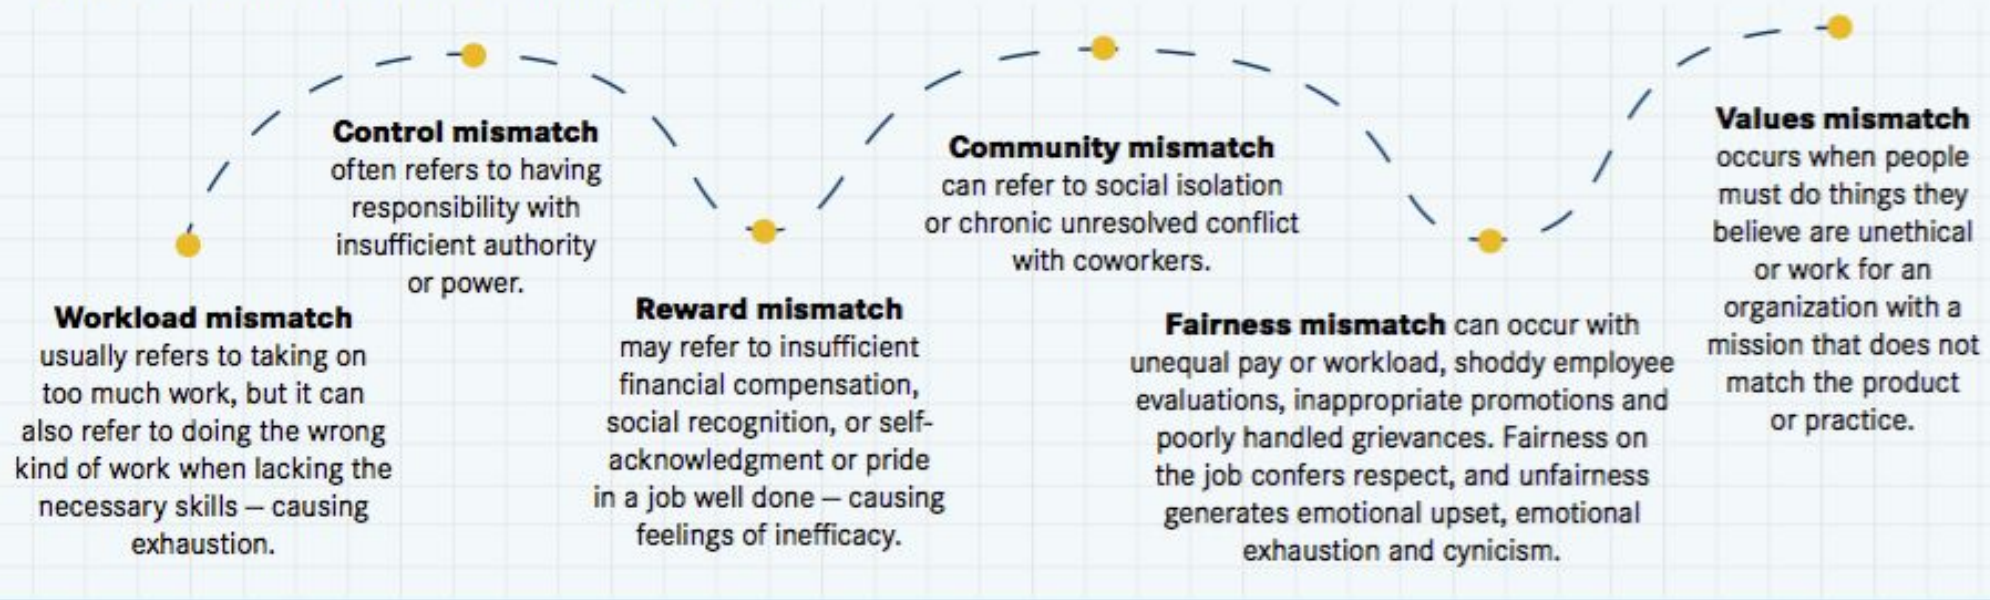 Workload mismatch
usually refers to taking on
too much work, but it can
also refer to doing the wrong
kind of work when lacking the
necessary skills — causing
exhaustion.
Control mismatch
often refers to having
responsibility with
insufficient authority
or power.
Reward mismatch
may refer to insufficient
financial compensation,
social recognition, or self-
acknowledgment or pride
in a job well done — causing
feelings of inefficacy.
Community mismatch
can refer to social isolation
or chronic unresolved conflict
with coworkers.
Fairness mismatch can occur with
unequal pay or workload, shoddy employee
evaluations, inappropriate promotions and
poorly handled grievances. Fairness on
the job confers respect, and unfairness
generates emotional upset, emotional
exhaustion and cynicism.
Values mismatch
occurs when people
must do things they
believe are unethical
or work for an
organization with a
mission that does not
match the product
or practice.